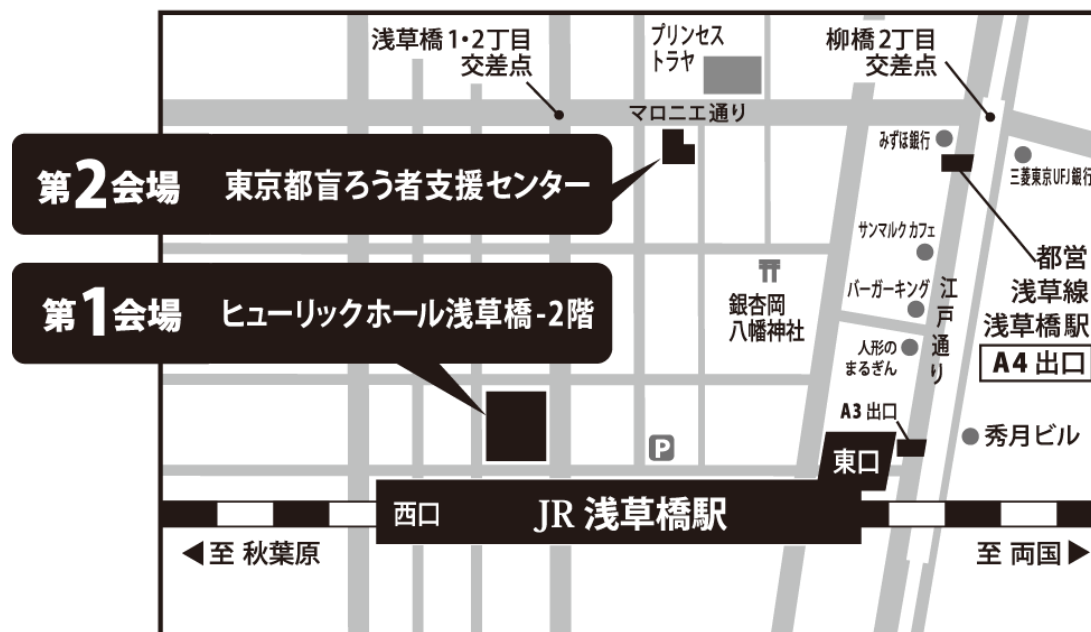 浅草橋1・2丁目
交差点
プリンセス
トラヤ
柳橋2丁目
交差点
マロニエ通り
みずほ銀行
三菱東京UFJ銀行
第2会場 東京都盲ろう者支援センター
サンマルクカフェ
都営
浅草線
浅草橋駅
A4出口
第1会場 ヒューリックホール浅草橋-2階
銀杏岡
八幡神社
バーガーキング
江戸通り
人形の
まるぎん
A3出口
P
秀月ビル
東口
西口 JR浅草橋駅
◀至 秋葉原
至 両国▶